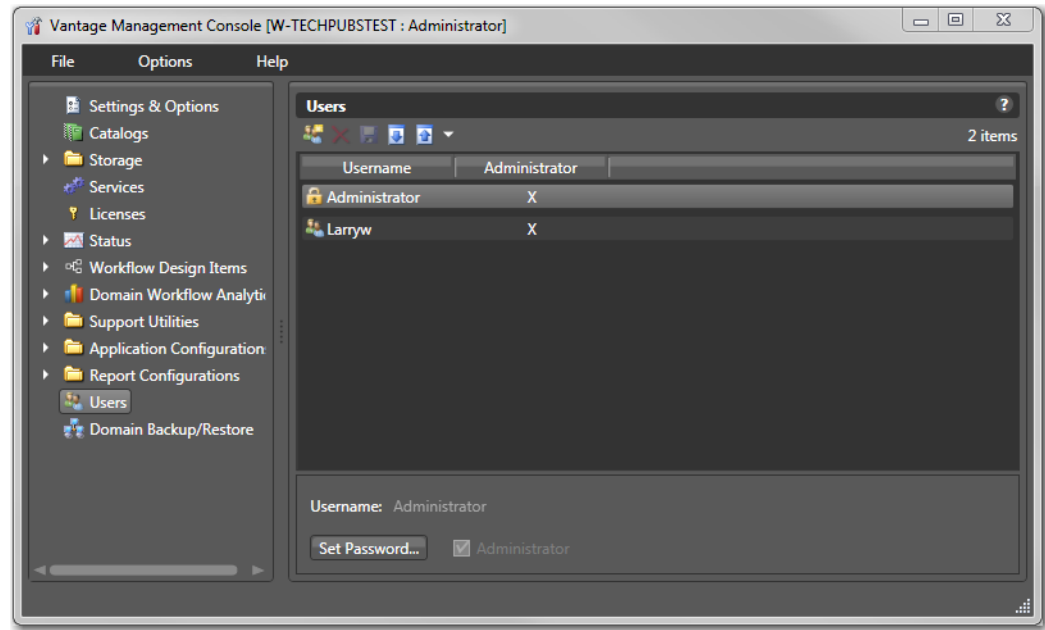 Vantage Management Console [W-TECHPUBSTEST : Administrator]
File Options Help
Settings & Options
Catalogs
Storage
Services
Licenses
Status
Workflow Design Items
Domain Workflow Analytic
Support Utilities
Application Configuration
Report Configurations
Users
Domain Backup/Restore
Users ?
2 items
Username Administrator
Administrator X
Larryw X
Username: Administrator
Set Password... Administrator